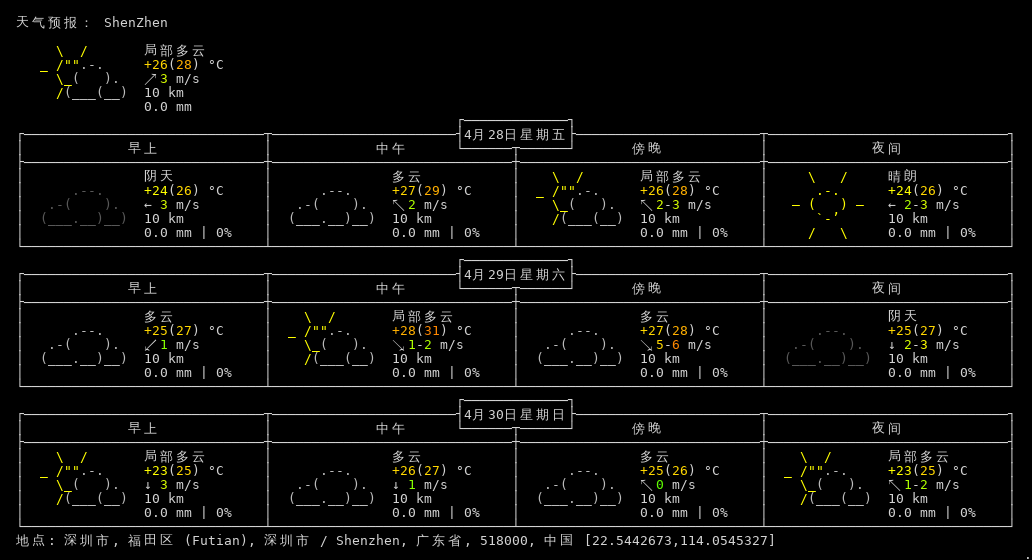 天气预报： ShenZhen
局部多云
+26(28) °C
↗3 m/s
10 km
0.0 mm
4月28日星期五
早上 中午 傍晚 夜间
阴天 多云 局部多云 晴朗
+24(26) °C +27(29) °C +26(28) °C +24(26) °C
← 3 m/s ↖2 m/s ↖2-3 m/s ← 2-3 m/s
10 km 10 km 10 km 10 km
0.0 mm | 0% 0.0 mm | 0% 0.0 mm | 0% 0.0 mm | 0%
4月29日星期六
早上 中午 傍晚 夜间
多云 局部多云 多云 阴天
+25(27) °C +28(31) °C +27(28) °C +25(27) °C
↙1 m/s ↘1-2 m/s ↘5-6 m/s ↓ 2-3 m/s
10 km 10 km 10 km 10 km
0.0 mm | 0% 0.0 mm | 0% 0.0 mm | 0% 0.0 mm | 0%
4月30日星期日
早上 中午 傍晚 夜间
局部多云 多云 多云 局部多云
+23(25) °C +26(27) °C +25(26) °C +23(25) °C
↓ 3 m/s ↓ 1 m/s ↖0 m/s ↖1-2 m/s
10 km 10 km 10 km 10 km
0.0 mm | 0% 0.0 mm | 0% 0.0 mm | 0% 0.0 mm | 0%
地点: 深圳市, 福田区 (Futian), 深圳市 / Shenzhen, 广东省, 518000, 中国 [22.5442673,114.0545327]